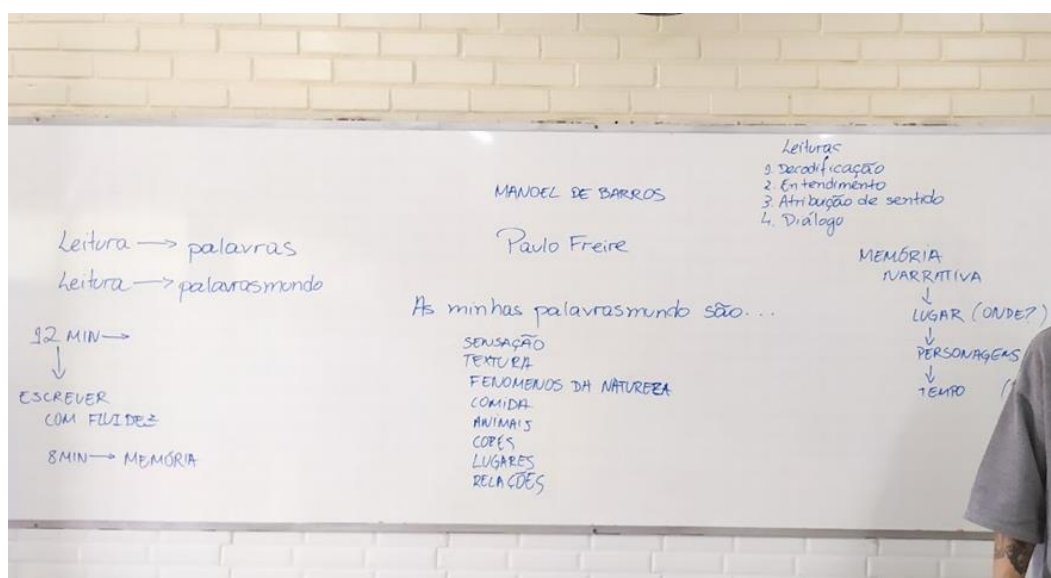 Leitura → palavras
Leitura → palavrasmundo
12 MIN →
↓
ESCREVER
COM FLUIDEZ
8MIN → MEMÓRIA
MANOEL DE BARROS
Paulo Freire
As minhas palavrasmundo são...
SENSAÇÃO
TEXTURA
FENOMENOS DA NATUREZA
COMIDA
ANIMAIS
CORES
LUGARES
RELAÇÕES
Leituras
1. Decodificação
2. Entendimento
3. Atribuição de sentido
4. Diálogo
MEMÓRIA
NARRATIVA
↓
LUGAR (ONDE?)
↓
PERSONAGENS
↓
TEMPO (